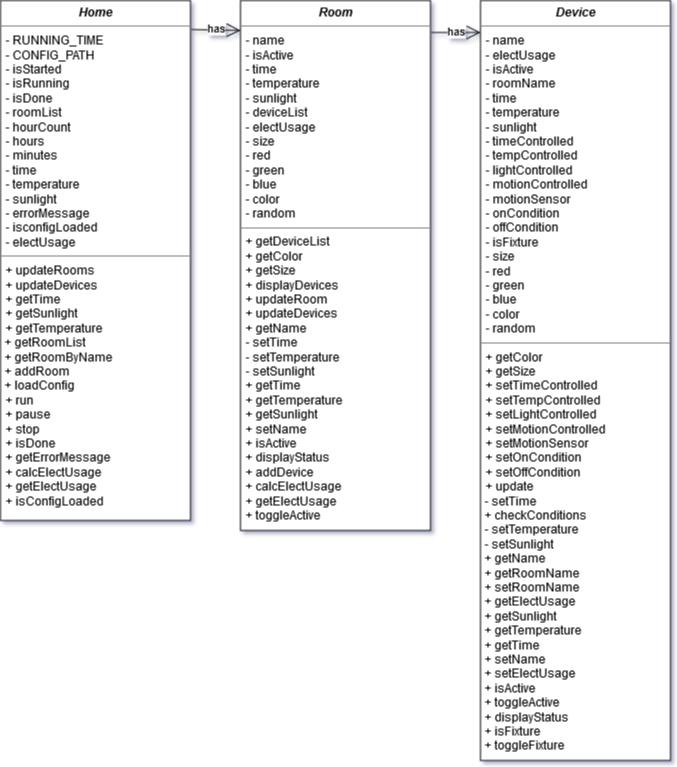 Home
- RUNNING_TIME
- CONFIG_PATH
- isStarted
- isRunning
- isDone
- roomList
- hourCount
- hours
- minutes
- time
- temperature
- sunlight
- errorMessage
- isconfigLoaded
- electUsage
+ updateRooms
+ updateDevices
+ getTime
+ getSunlight
+ getTemperature
+ getRoomList
+ getRoomByName
+ addRoom
+ loadConfig
+ run
+ pause
+ stop
+ isDone
+ getErrorMessage
+ calcElectUsage
+ getElectUsage
+ isConfigLoaded
has
Room
- name
- isActive
- time
- temperature
- sunlight
- deviceList
- electUsage
- size
- red
- green
- blue
- color
- random
+ getDeviceList
+ getColor
+ getSize
+ displayDevices
+ updateRoom
+ updateDevices
+ getName
- setTime
- setTemperature
- setSunlight
+ getTime
+ getTemperature
+ getSunlight
+ setName
+ isActive
+ displayStatus
+ addDevice
+ calcElectUsage
+ getElectUsage
+ toggleActive
has
Device
- name
- electUsage
- isActive
- roomName
- time
- temperature
- sunlight
- timeControlled
- tempControlled
- lightControlled
- motionControlled
- motionSensor
- onCondition
- offCondition
- isFixture
- size
- red
- green
- blue
- color
- random
+ getColor
+ getSize
+ setTimeControlled
+ setTempControlled
+ setLightControlled
+ setMotionControlled
+ setMotionSensor
+ setOnCondition
+ setOffCondition
+ update
- setTime
+ checkConditions
- setTemperature
- setSunlight
+ getName
+ getRoomName
+ setRoomName
+ getElectUsage
+ getSunlight
+ getTemperature
+ getTime
+ setName
+ setElectUsage
+ isActive
+ toggleActive
+ displayStatus
+ isFixture
+ toggleFixture